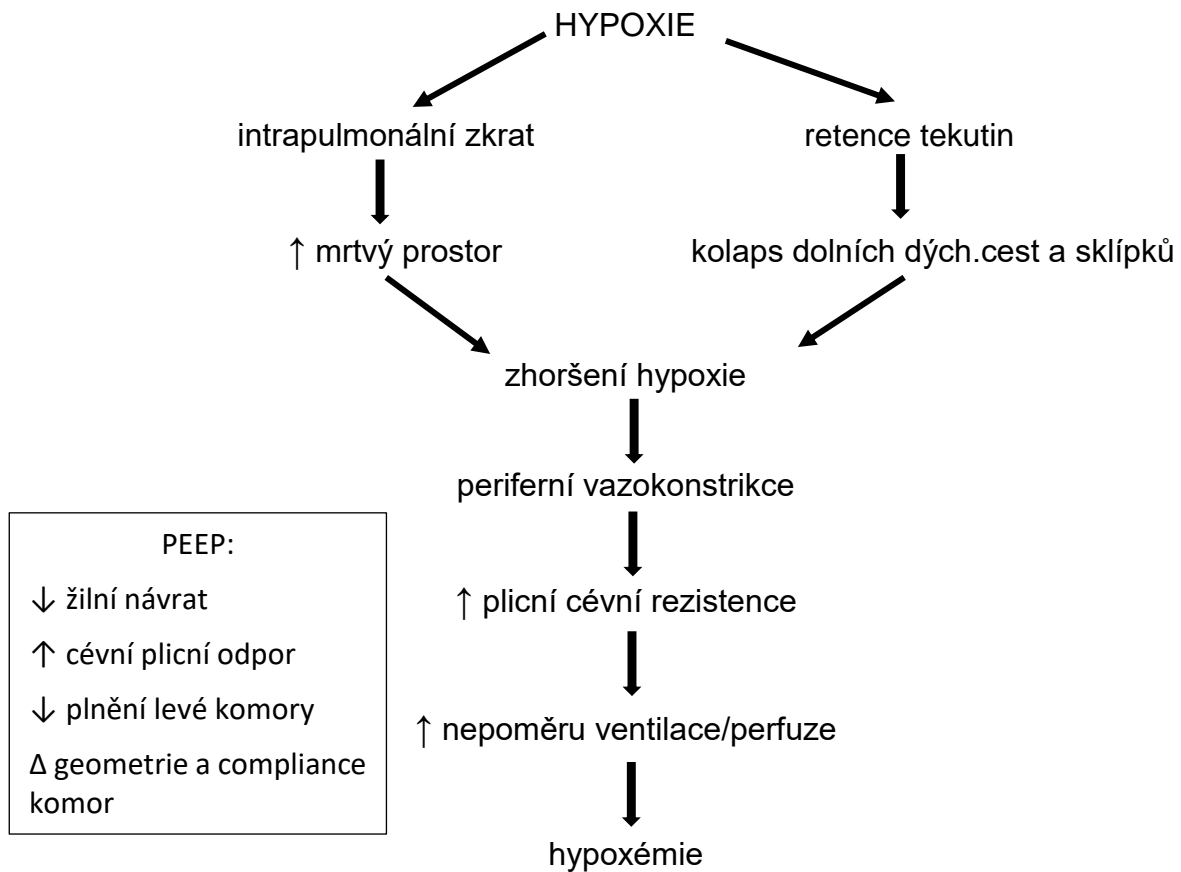 HYPOXIE
intrapulmonální zkrat
retence tekutin
↑ mrtvý prostor
kolaps dolních dých.cest a sklípků
zhoršení hypoxie
periferní vazokonstrikce
↑ plicní cévní rezistence
↑ nepoměru ventilace/perfuze
hypoxémie
PEEP:
↓ žilní návrat
↑ cévní plicní odpor
↓ plnění levé komory
Δ geometrie a compliance
komor